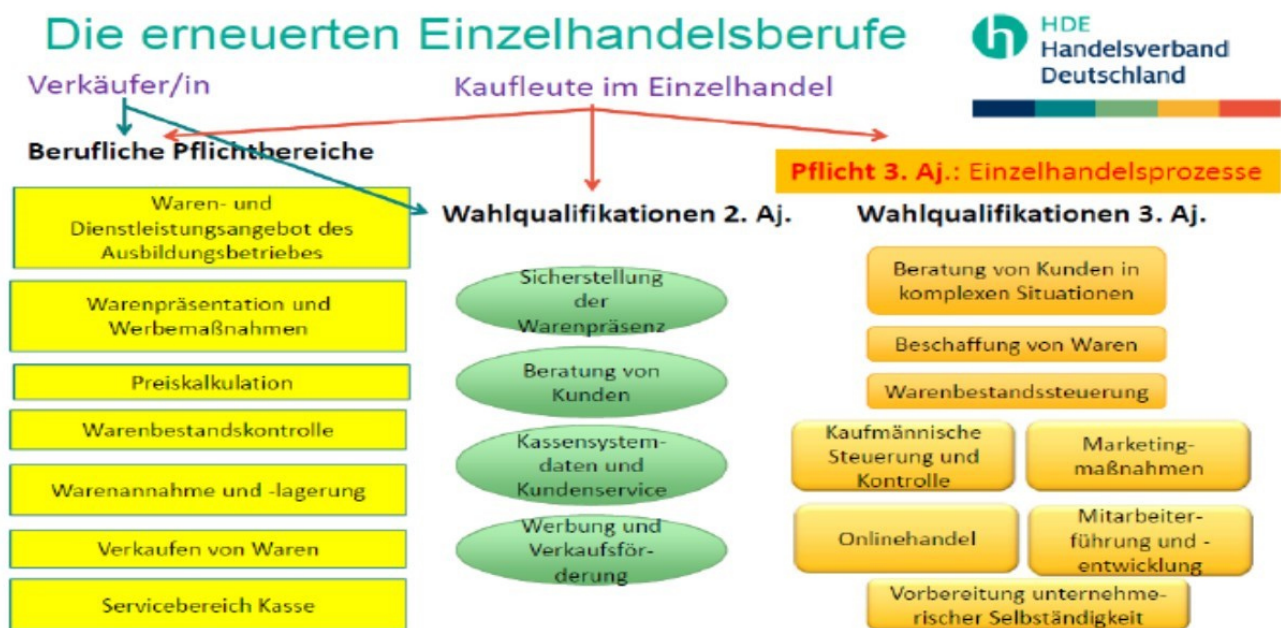 Die erneuerten Einzelhandelsberufe
HDE
Handelsverband
Deutschland
Verkäufer/in
Kaufleute im Einzelhandel
Berufliche Pflichtbereiche
Waren- und
Dienstleistungsangebot des
Ausbildungsbetriebes
Warenpräsentation und
Werbemaßnahmen
Preiskalkulation
Warenbestandskontrolle
Warenannahme und -lagerung
Verkaufen von Waren
Servicebereich Kasse
Wahlqualifikationen 2. Aj.
Sicherstellung
der
Warenpräsenz
Beratung von
Kunden
Kassensystem-
daten und
Kundenservice
Werbung und
Verkaufsför-
derung
Pflicht 3. Aj.: Einzelhandelsprozesse
Wahlqualifikationen 3. Aj.
Beratung von Kunden in
komplexen Situationen
Beschaffung von Waren
Warenbestandssteuerung
Kaufmännische
Steuerung und
Kontrolle
Marketing-
maßnahmen
Onlinehandel
Mitarbeiter-
führung und -
entwicklung
Vorbereitung unternehme-
rischer Selbständigkeit